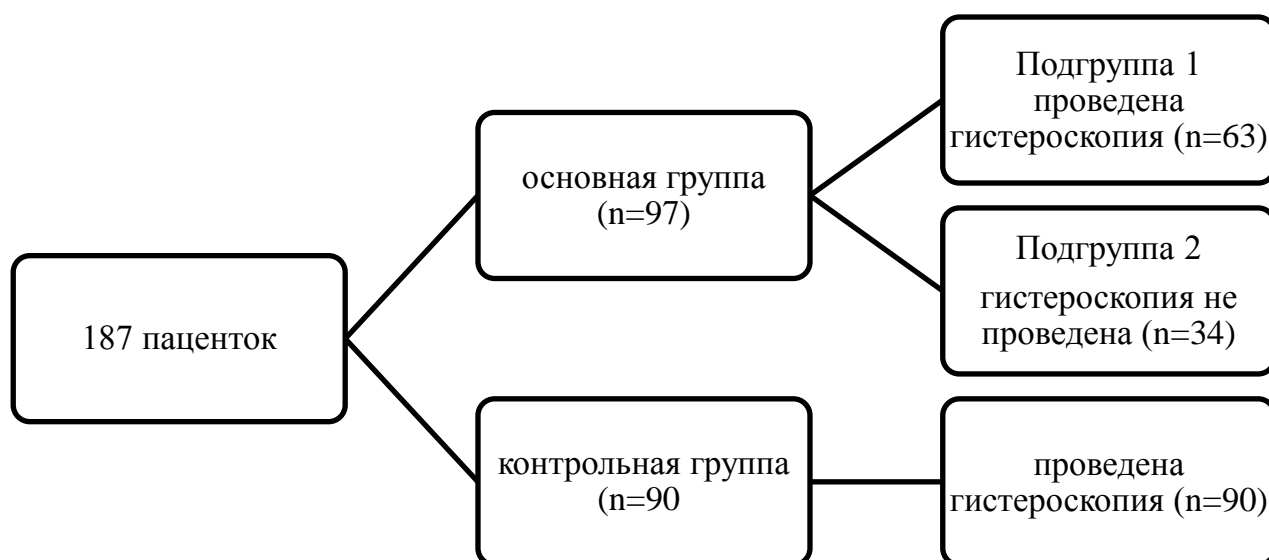 187 паценток
основная группа
(n=97)
контрольная группа
(n=90
Подгруппа 1
проведена
гистероскопия (n=63)
Подгруппа 2
гистероскопия не
проведена (n=34)
проведена
гистероскопия (n=90)